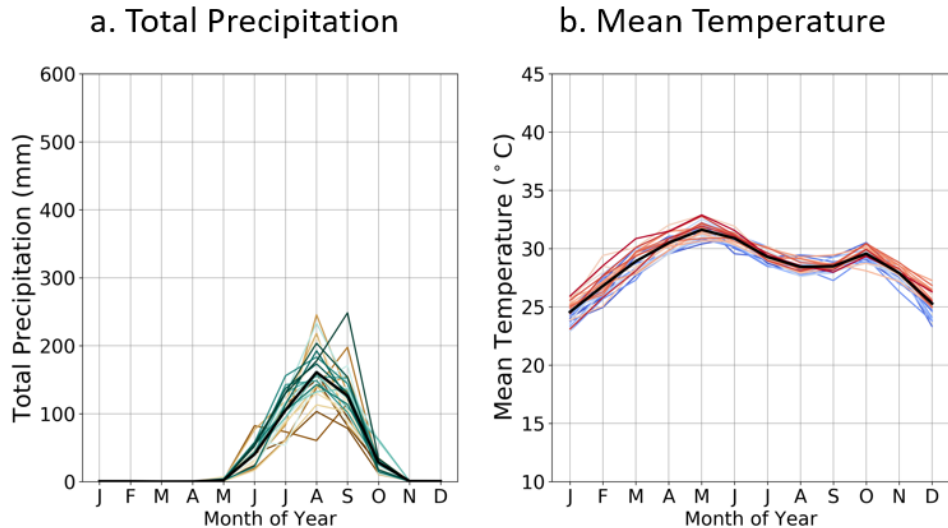 a. Total Precipitation
600
500
400
300
200
100
0
Total Precipitation (mm)
J F M A M J J A S O N D
Month of Year
b. Mean Temperature
45
40
35
30
25
20
15
10
Mean Temperature (°C)
J F M A M J J A S O N D
Month of Year